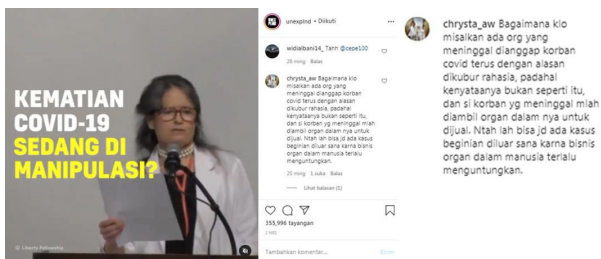 KEMATIAN
COVID-19
SEDANG DI
MANIPULASI?
© Liberty Fellowship
unexplnd • Diikuti
widialbani14_ Tahh @cepe100
28 ming Balas
chrysta_aw Bagaimana klo
misalkan ada org yang
meninggal dianggap korban
covid terus dengan alasan
dikubur rahasia, padahal
kenyataanya bukan seperti itu,
dan si korban yg meninggal mlah
diambil organ dalam nya untuk
dijual. Ntah lah bisa jd ada kasus
beginian diluar sana karna bisnis
organ dalam manusia terlalu
menguntungkan.
25 ming 1 suka Balas
Lihat balasan (1)
355,996 tayangan
Tambahkan komentar...
chrysta_aw Bagaimana klo
misalkan ada org yang
meninggal dianggap korban
covid terus dengan alasan
dikubur rahasia, padahal
kenyataanya bukan seperti itu,
dan si korban yg meninggal mlah
diambil organ dalam nya untuk
dijual. Ntah lah bisa jd ada kasus
beginian diluar sana karna bisnis
organ dalam manusia terlalu
menguntungkan.